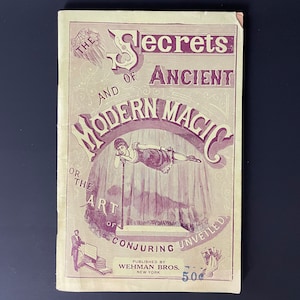 THE Secrets
AND OF ANCIENT
MODERN MAGIC
OR THE
ART
OF
CONJURING UNVEILED
PUBLISHED BY
WEHMAN BROS.
NEW YORK
50¢